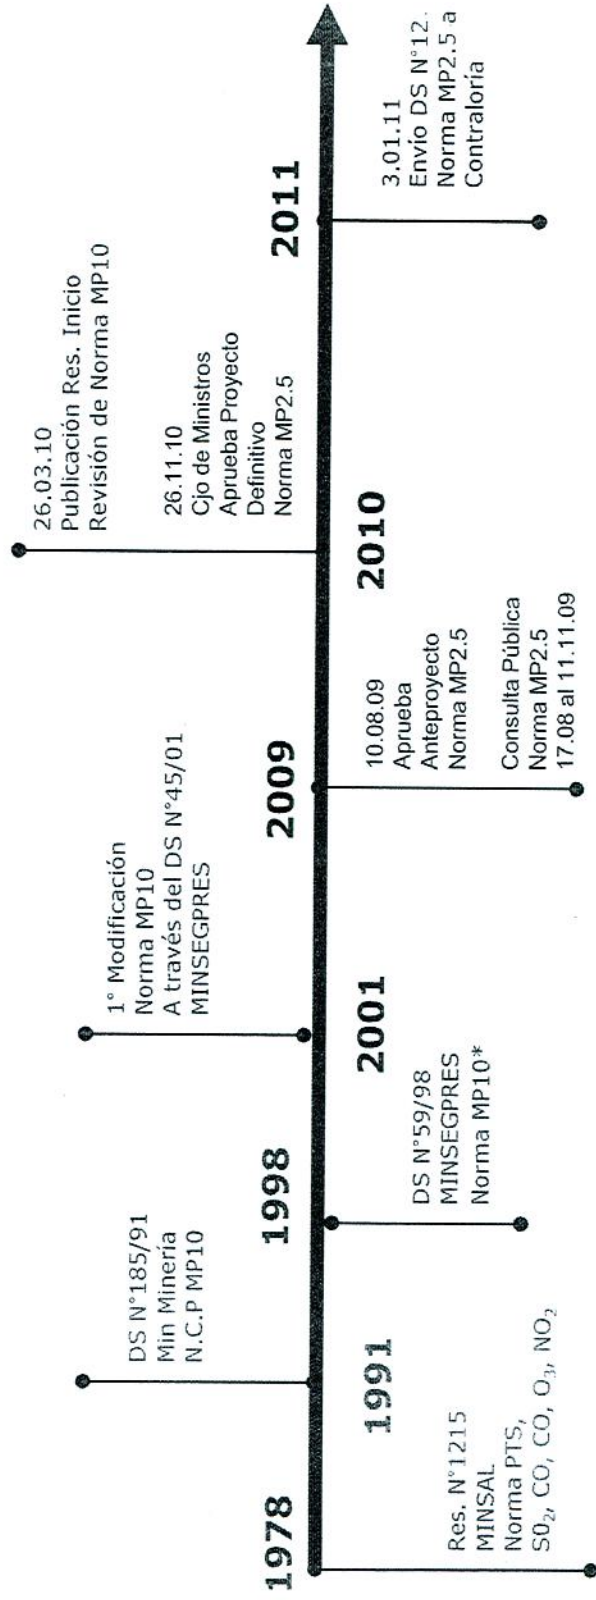 1978
Res. N°1215
MINSAL
Norma PTS,
S0₂, CO, CO, O₃, NO₂
1991
DS N°185/91
Min Minería
N.C.P MP10
1998
DS N°59/98
MINSEGPRES
Norma MP10*
2001
1° Modificación
Norma MP10
A través del DS N°45/01
MINSEGPRES
2009
10.08.09
Aprueba
Anteproyecto
Norma MP2.5
Consulta Pública
Norma MP2.5
17.08 al 11.11.09
2010
26.03.10
Publicación Res. Inicio
Revisión de Norma MP10
26.11.10
Cjo de Ministros
Aprueba Proyecto
Definitivo
Norma MP2.5
2011
3.01.11
Envío DS N°12.
Norma MP2.5 a
Contraloría